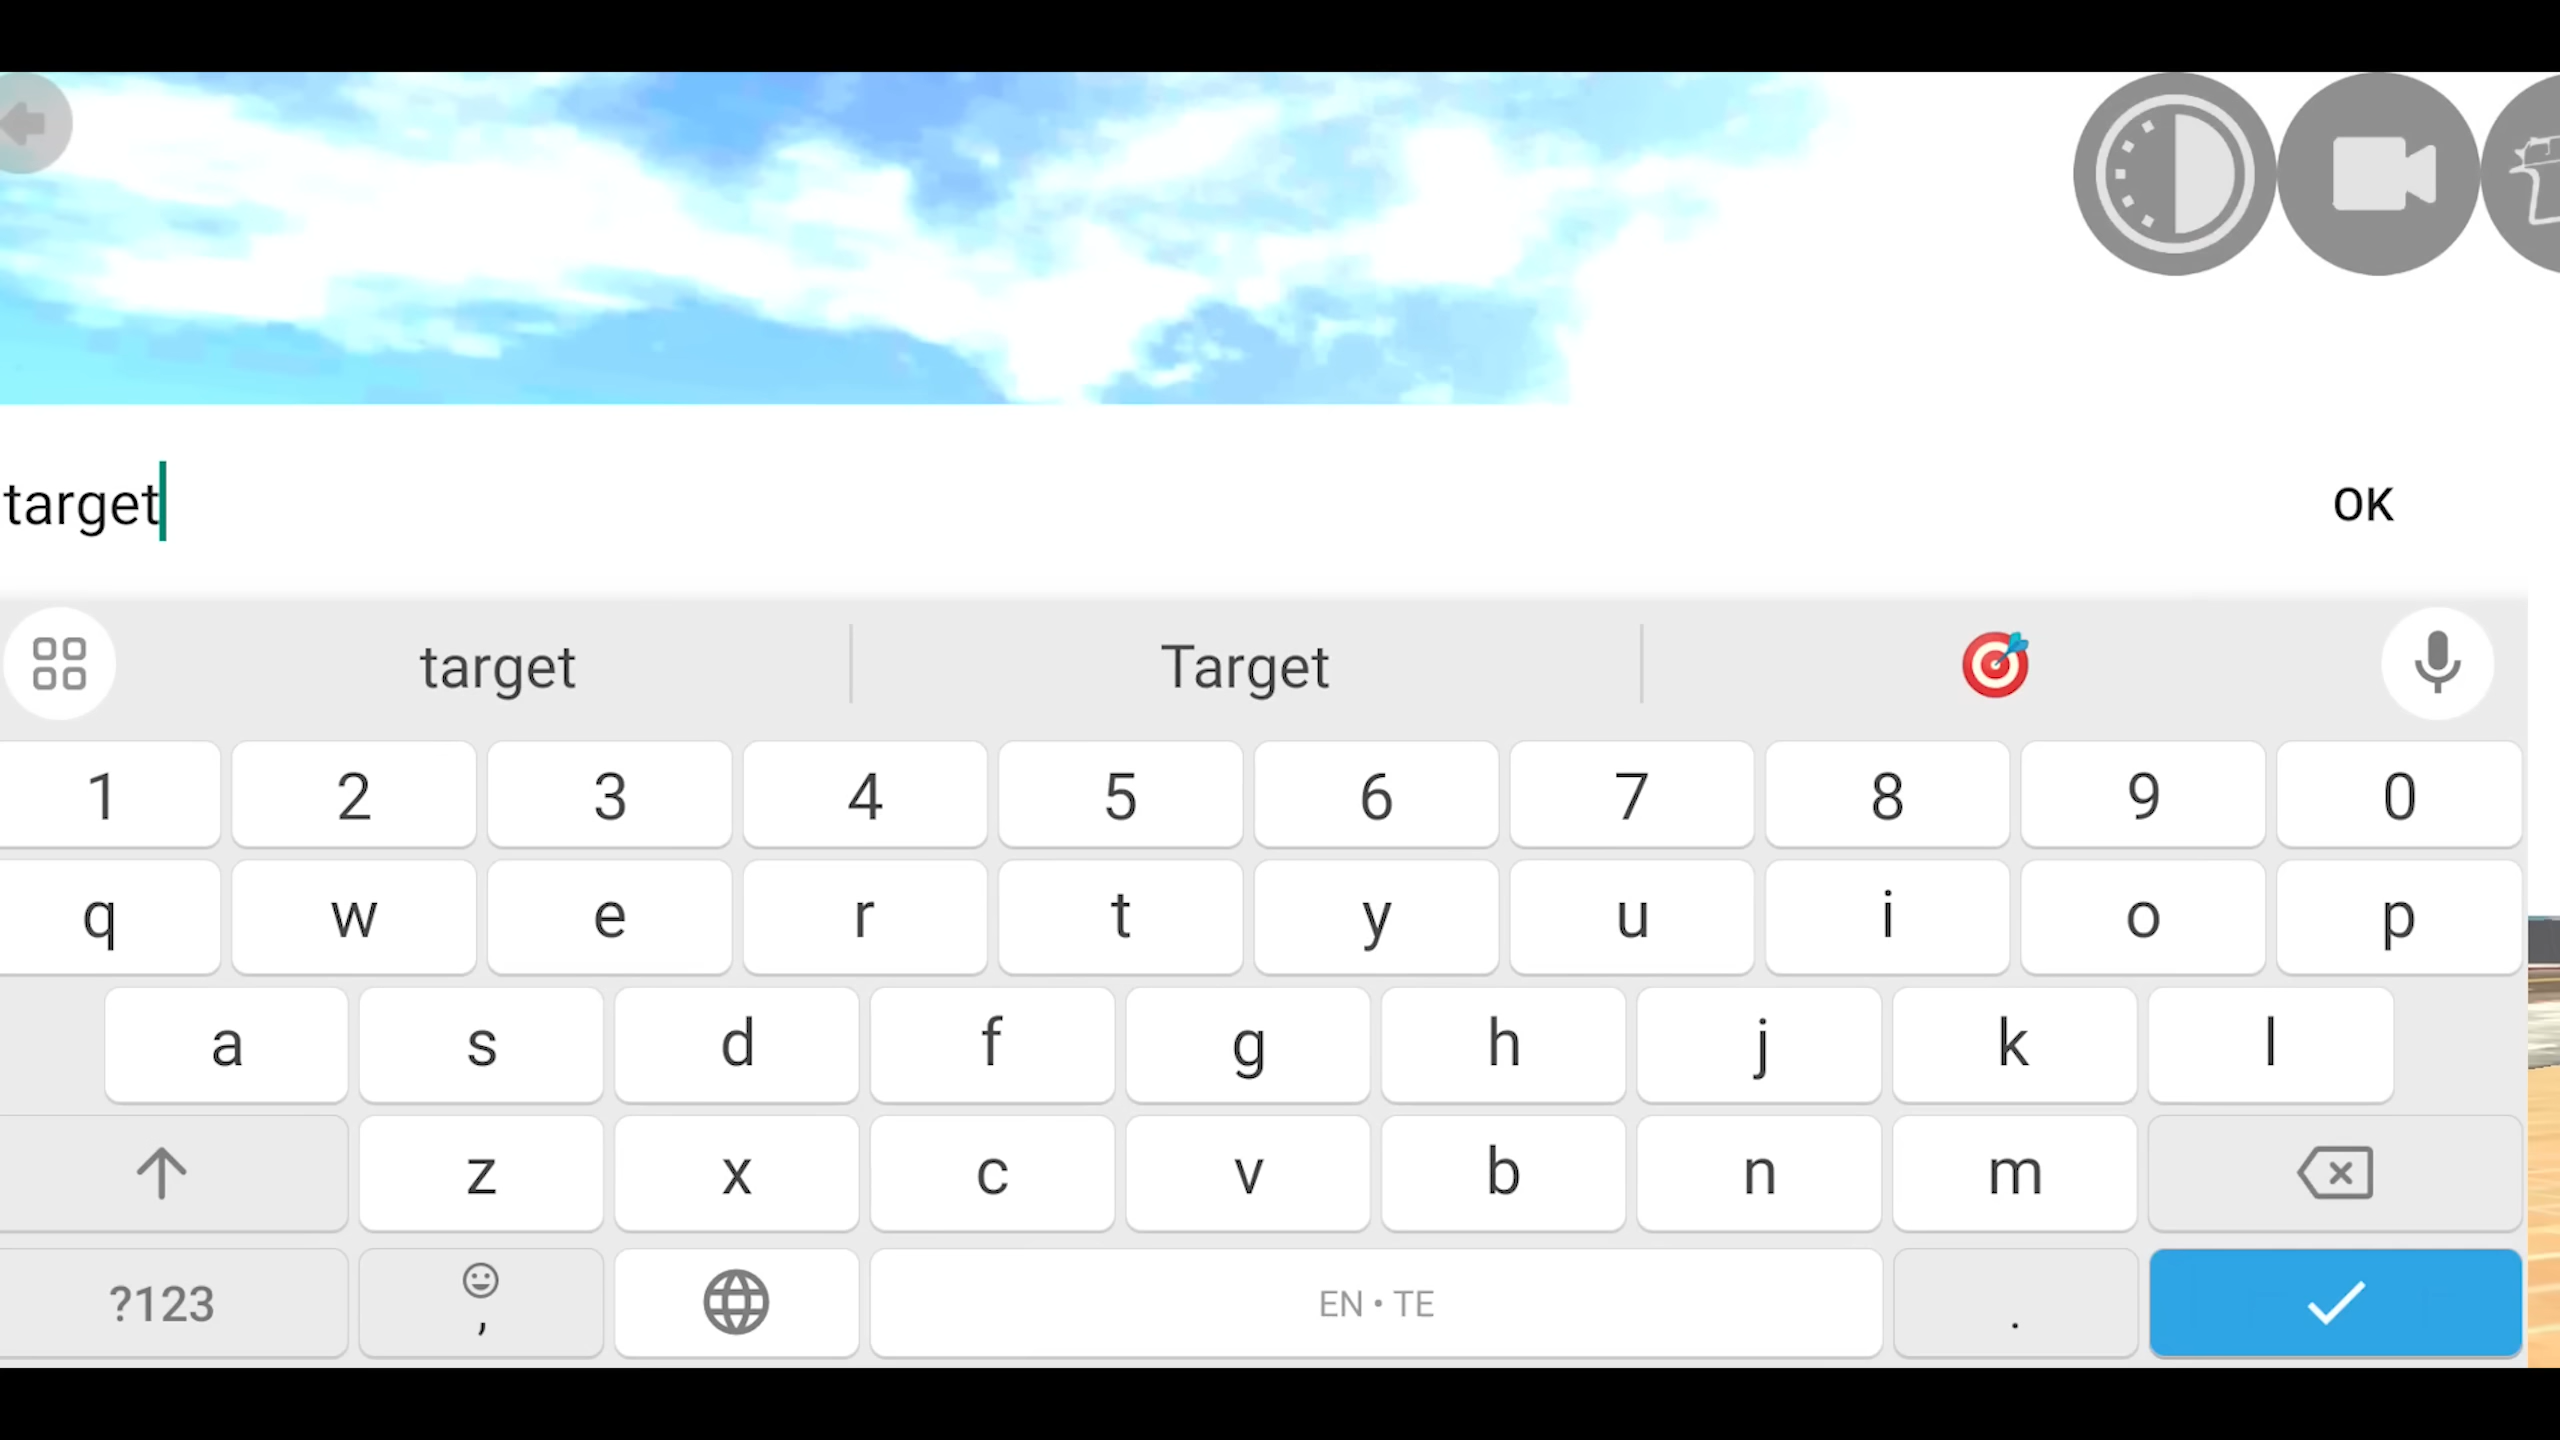 target
OK
target Target 🎯
1 2 3 4 5 6 7 8 9 0
q w e r t y u i o p
a s d f g h j k l
z x c v b n m
?123 , EN • TE .